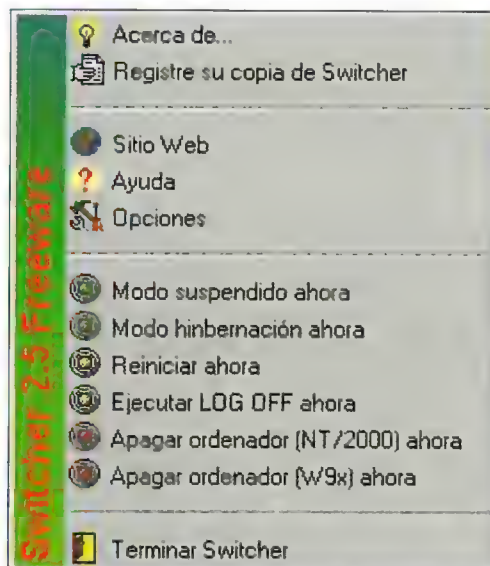 Switcher 2.5 Freeware
Acerca de...
Registre su copia de Switcher
Sitio Web
Ayuda
Opciones
Modo suspendido ahora
Modo hinbernación ahora
Reiniciar ahora
Ejecutar LOG OFF ahora
Apagar ordenador (NT/2000) ahora
Apagar ordenador (W9x) ahora
Terminar Switcher